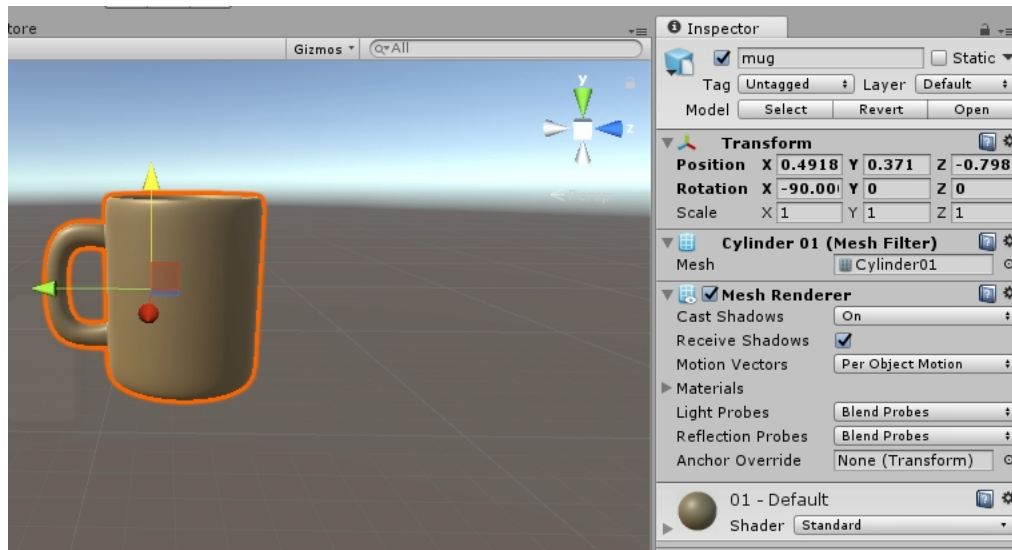 tore
Gizmos
All
y
z
Persp
Inspector
mug
Static
Tag Untagged Layer Default
Model Select Revert Open
Transform
Position X 0.4918 Y 0.371 Z -0.798
Rotation X -90.00 Y 0 Z 0
Scale X 1 Y 1 Z 1
Cylinder 01 (Mesh Filter)
Mesh Cylinder01
Mesh Renderer
Cast Shadows On
Receive Shadows
Motion Vectors Per Object Motion
Materials
Light Probes Blend Probes
Reflection Probes Blend Probes
Anchor Override None (Transform)
01 - Default
Shader Standard